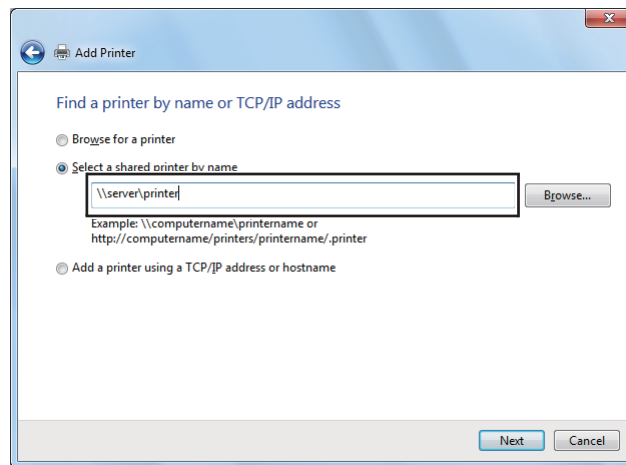 Add Printer
Find a printer by name or TCP/IP address
Browse for a printer
Select a shared printer by name
\\server\printer
Browse...
Example: \\computername\printername or
http://computername/printers/printername/.printer
Add a printer using a TCP/IP address or hostname
Next
Cancel